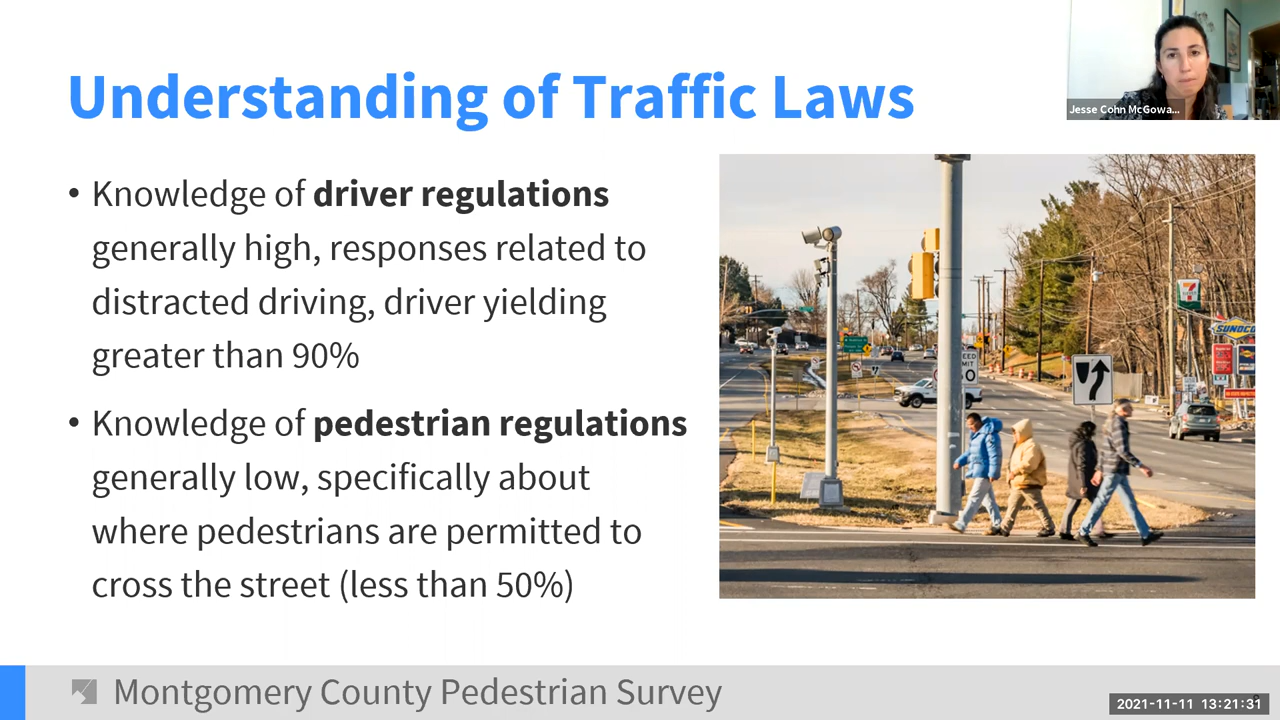 Understanding of Traffic Laws
Jesse Cohn McGowa...
• Knowledge of driver regulations
generally high, responses related to
distracted driving, driver yielding
greater than 90%
• Knowledge of pedestrian regulations
generally low, specifically about
where pedestrians are permitted to
cross the street (less than 50%)
SUNOCO
Montgomery County Pedestrian Survey
2021-11-11 13:21:31